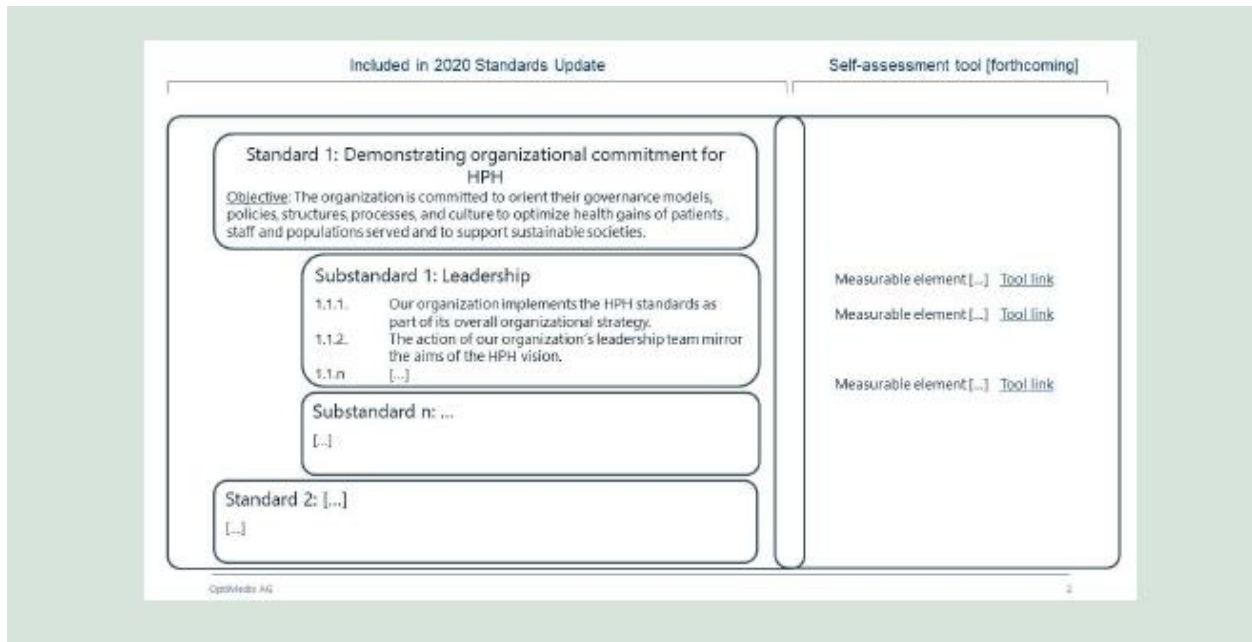 Included in 2020 Standards Update
Self-assessment tool [forthcoming]
Standard 1: Demonstrating organizational commitment for
HPH
Objective: The organization is committed to orient their governance models,
policies, structures, processes, and culture to optimize health gains of patients,
staff and populations served and to support sustainable societies.
Substandard 1: Leadership
1.1.1. Our organization implements the HPH standards as
part of its overall organizational strategy.
1.1.2. The action of our organization's leadership team mirror
the aims of the HPH vision.
1.1.n [...]
Measurable element [...] Tool link
Measurable element [...] Tool link
Measurable element [...] Tool link
Substandard n: ...
[...]
Standard 2: [...]
[...]
OptiMedis AG
2